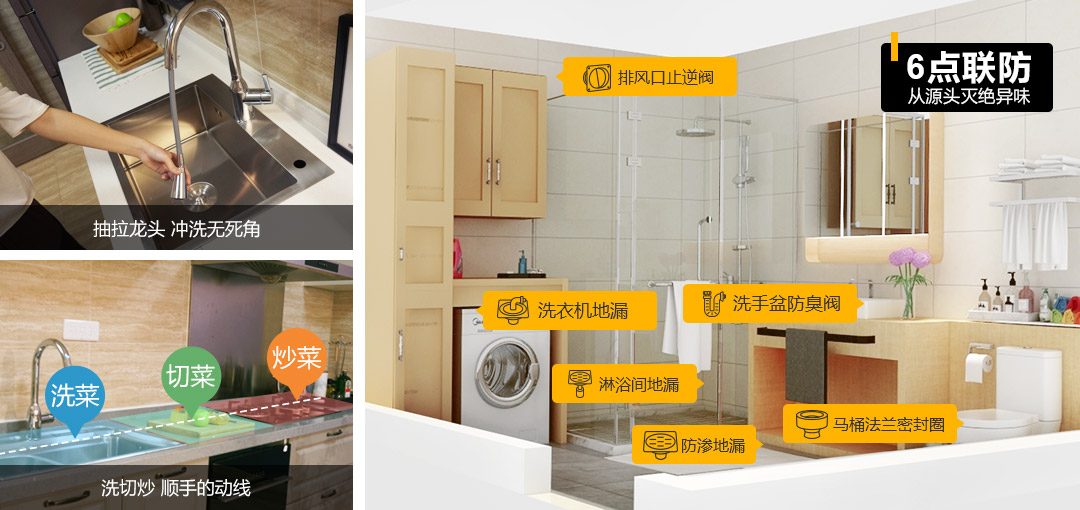 抽拉龙头 冲洗无死角
洗菜
切菜
炒菜
洗切炒 顺手的动线
6点联防
从源头灭绝异味
排风口止逆阀
洗衣机地漏
洗手盆防臭阀
淋浴间地漏
马桶法兰密封圈
防渗地漏